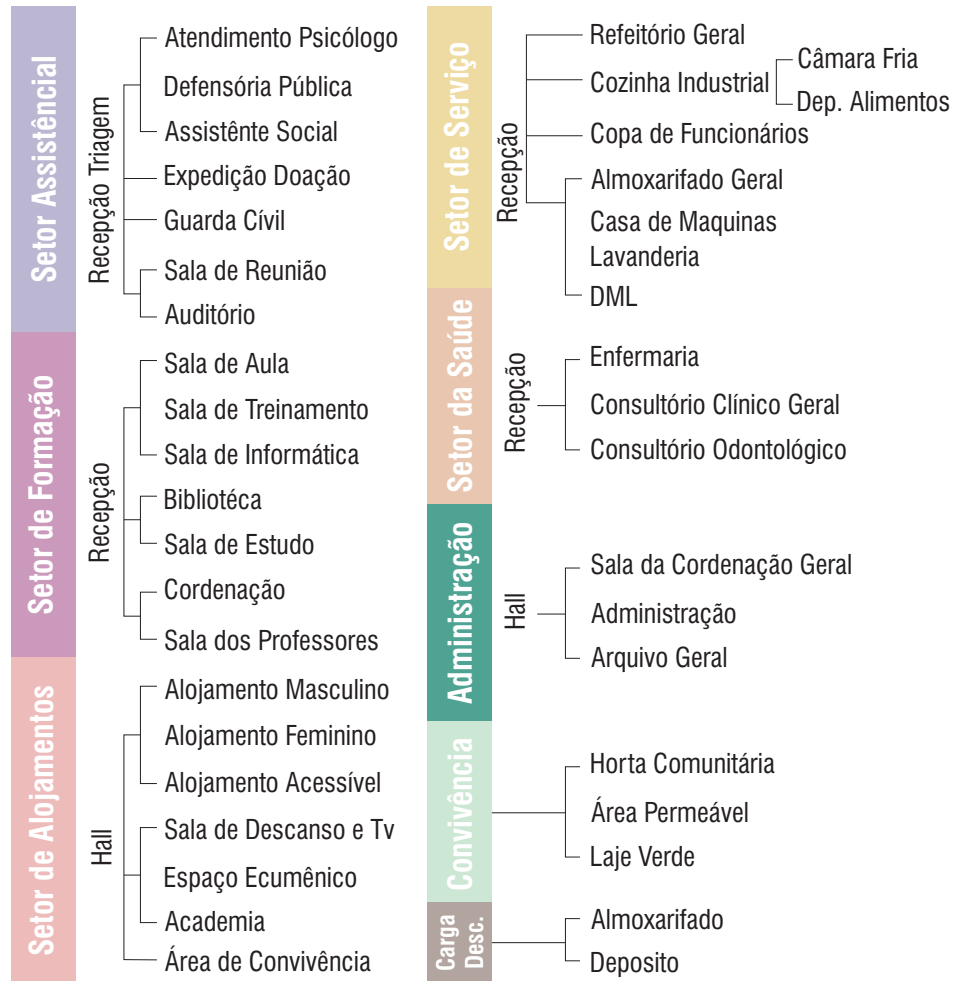 Setor Assistêncial
Recepção Triagem
Atendimento Psicólogo
Defensória Pública
Assistênte Social
Expedição Doação
Guarda Cívil
Sala de Reunião
Auditório
Setor de Formação
Recepção
Sala de Aula
Sala de Treinamento
Sala de Informática
Bibliotéca
Sala de Estudo
Cordenação
Sala dos Professores
Setor de Alojamentos
Hall
Alojamento Masculino
Alojamento Feminino
Alojamento Acessível
Sala de Descanso e Tv
Espaço Ecumênico
Academia
Área de Convivência
Setor de Serviço
Recepção
Refeitório Geral
Cozinha Industrial
Câmara Fria
Dep. Alimentos
Copa de Funcionários
Almoxarifado Geral
Casa de Maquinas
Lavanderia
DML
Setor da Saúde
Recepção
Enfermaria
Consultório Clínico Geral
Consultório Odontológico
Administração
Hall
Sala da Cordenação Geral
Administração
Arquivo Geral
Convivência
Horta Comunitária
Área Permeável
Laje Verde
Carga
Desc.
Almoxarifado
Deposito